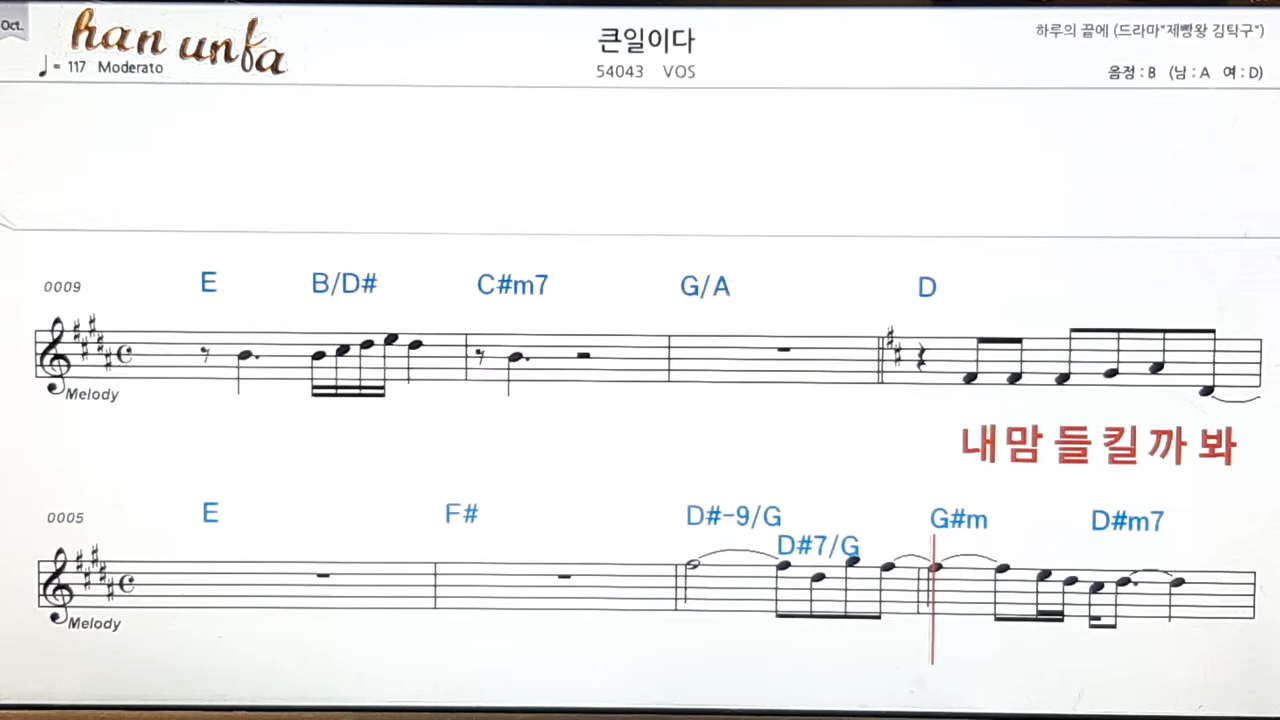 Oct.
han unfa
♩= 117 Moderato
큰일이다
54043 VOS
하루의 끝에 (드라마"제빵왕 김탁구")
음정 : B (남 : A 여 : D)
0009
E B/D# C#m7 G/A D
Melody
내맘 들킬까 봐
0005
E F# D#-9/G G#m D#m7
D#7/G
Melody